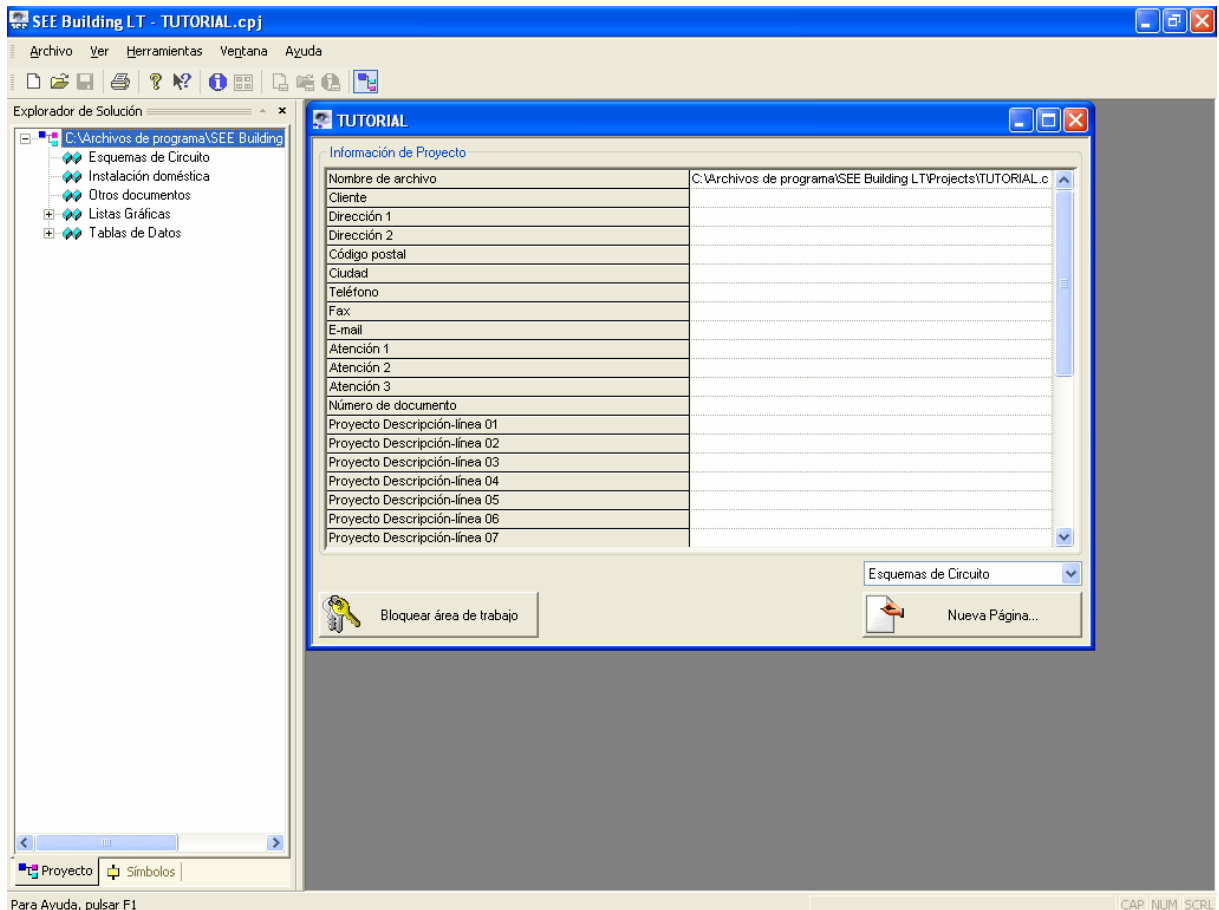 SEE Building LT - TUTORIAL.cpj
Archivo Ver Herramientas Ventana Ayuda
Explorador de Solución
C:\Archivos de programa\SEE Building
Esquemas de Circuito
Instalación doméstica
Otros documentos
Listas Gráficas
Tablas de Datos
Proyecto Símbolos
TUTORIAL
Información de Proyecto
Nombre de archivo C:\Archivos de programa\SEE Building LT\Projects\TUTORIAL.c
Cliente
Dirección 1
Dirección 2
Código postal
Ciudad
Teléfono
Fax
E-mail
Atención 1
Atención 2
Atención 3
Número de documento
Proyecto Descripción-línea 01
Proyecto Descripción-línea 02
Proyecto Descripción-línea 03
Proyecto Descripción-línea 04
Proyecto Descripción-línea 05
Proyecto Descripción-línea 06
Proyecto Descripción-línea 07
Esquemas de Circuito
Bloquear área de trabajo
Nueva Página...
Para Ayuda, pulsar F1
CAP NUM SCRL